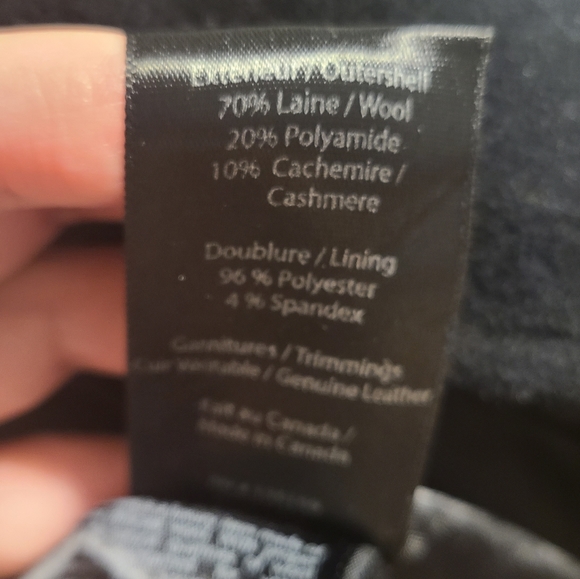 Extérieur / Outershell
70% Laine / Wool
20% Polyamide
10% Cachemire /
Cashmere
Doublure / Lining
96 % Polyester
4 % Spandex
Garnitures / Trimmings
Cuir Véritable / Genuine Leather
Fait au Canada /
Made in Canada